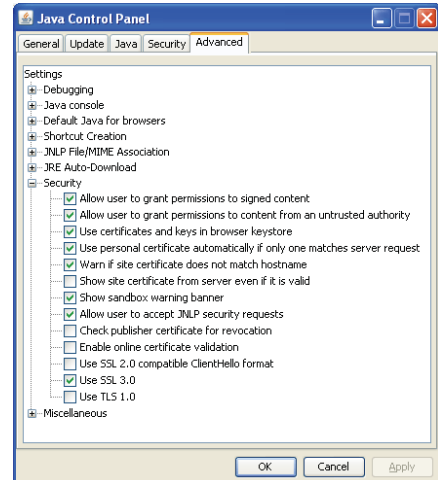 Java Control Panel
General Update Java Security Advanced
Settings
Debugging
Java console
Default Java for browsers
Shortcut Creation
JNLP File/MIME Association
JRE Auto-Download
Security
Allow user to grant permissions to signed content
Allow user to grant permissions to content from an untrusted authority
Use certificates and keys in browser keystore
Use personal certificate automatically if only one matches server request
Warn if site certificate does not match hostname
Show site certificate from server even if it is valid
Show sandbox warning banner
Allow user to accept JNLP security requests
Check publisher certificate for revocation
Enable online certificate validation
Use SSL 2.0 compatible ClientHello format
Use SSL 3.0
Use TLS 1.0
Miscellaneous
OK Cancel Apply